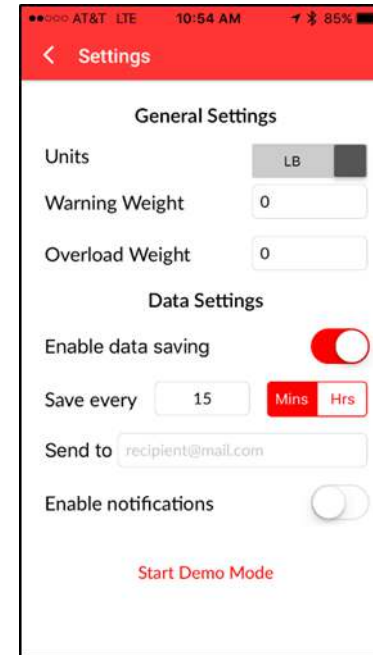 AT&T LTE 10:54 AM 85%
Settings
General Settings
Units LB
Warning Weight 0
Overload Weight 0
Data Settings
Enable data saving
Save every 15 Mins Hrs
Send to recipient@mail.com
Enable notifications
Start Demo Mode